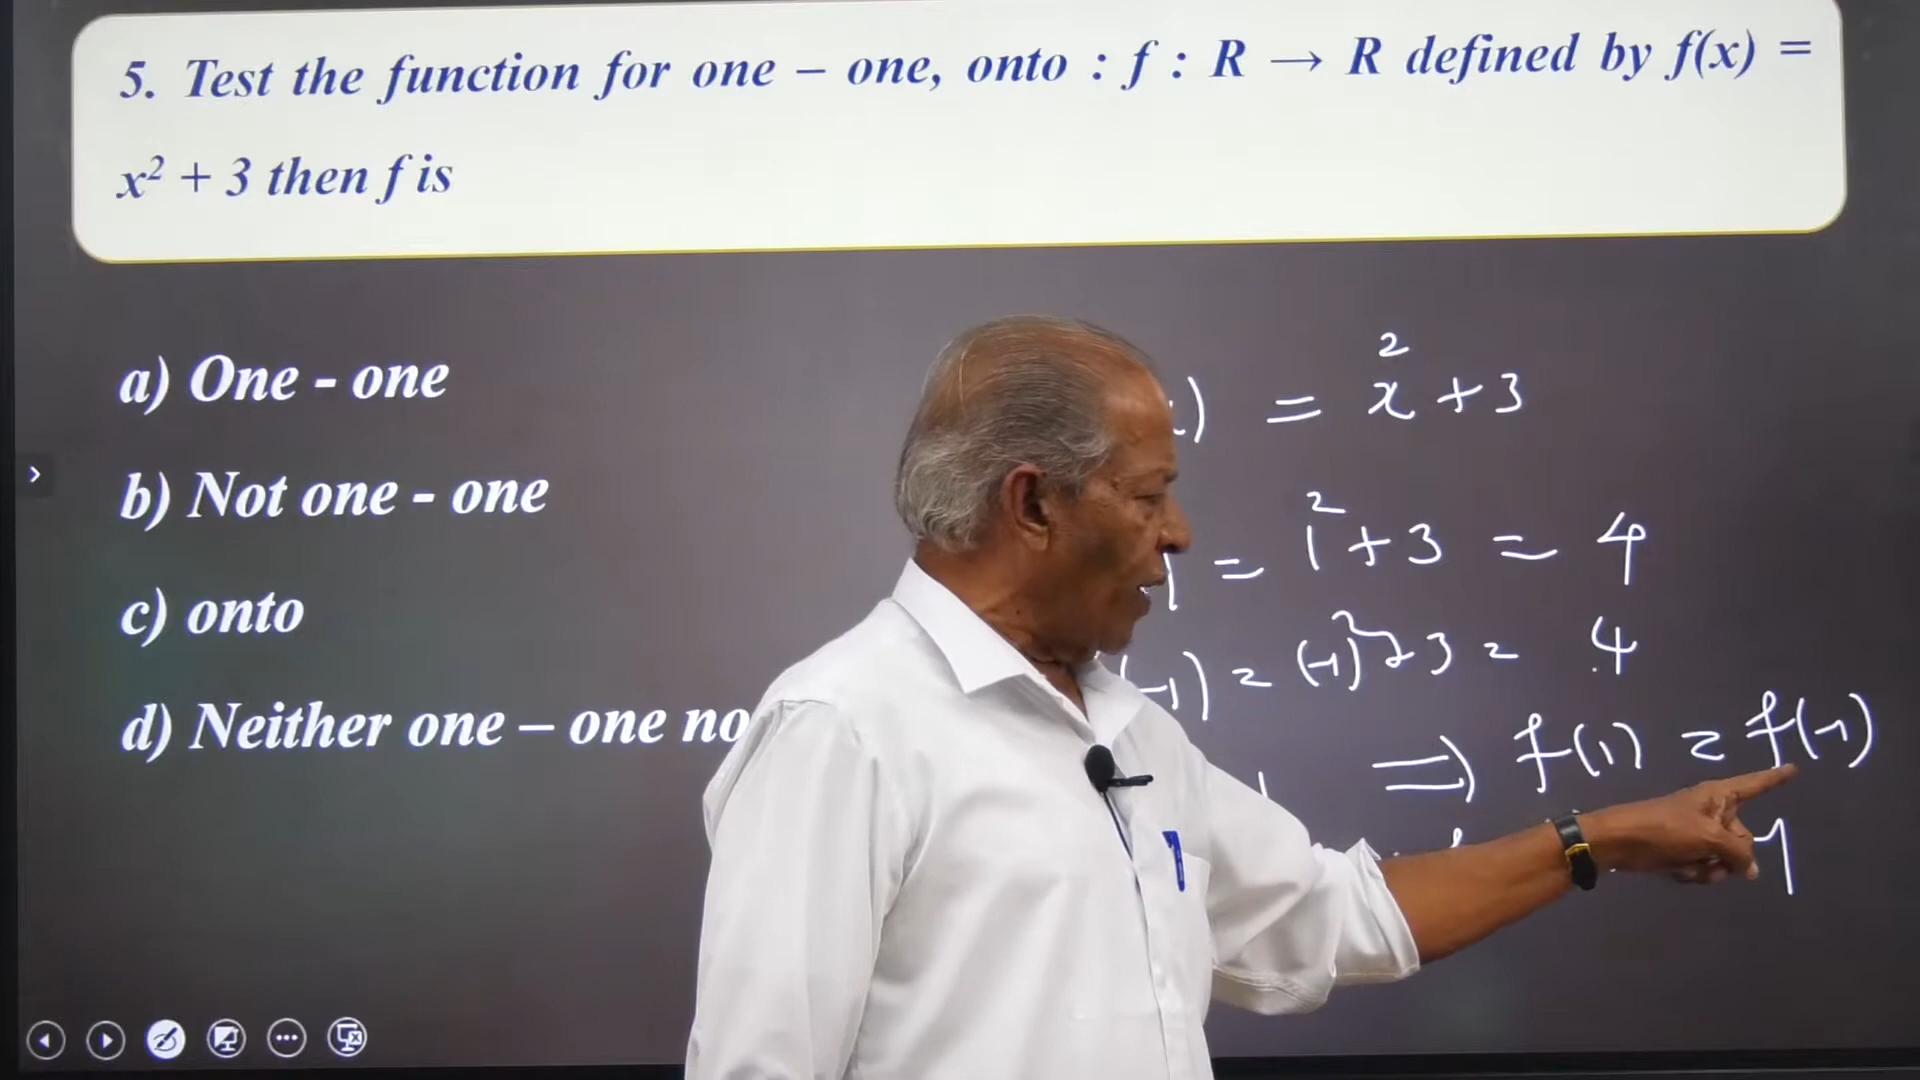 5. Test the function for one – one, onto : f : R → R defined by f(x) =
x² + 3 then f is
a) One - one
b) Not one - one
c) onto
d) Neither one – one no
) = x² + 3
= 1² + 3 = 4
(-1) = (-1)² + 3 = 4
⇒ f(1) = f(-1)